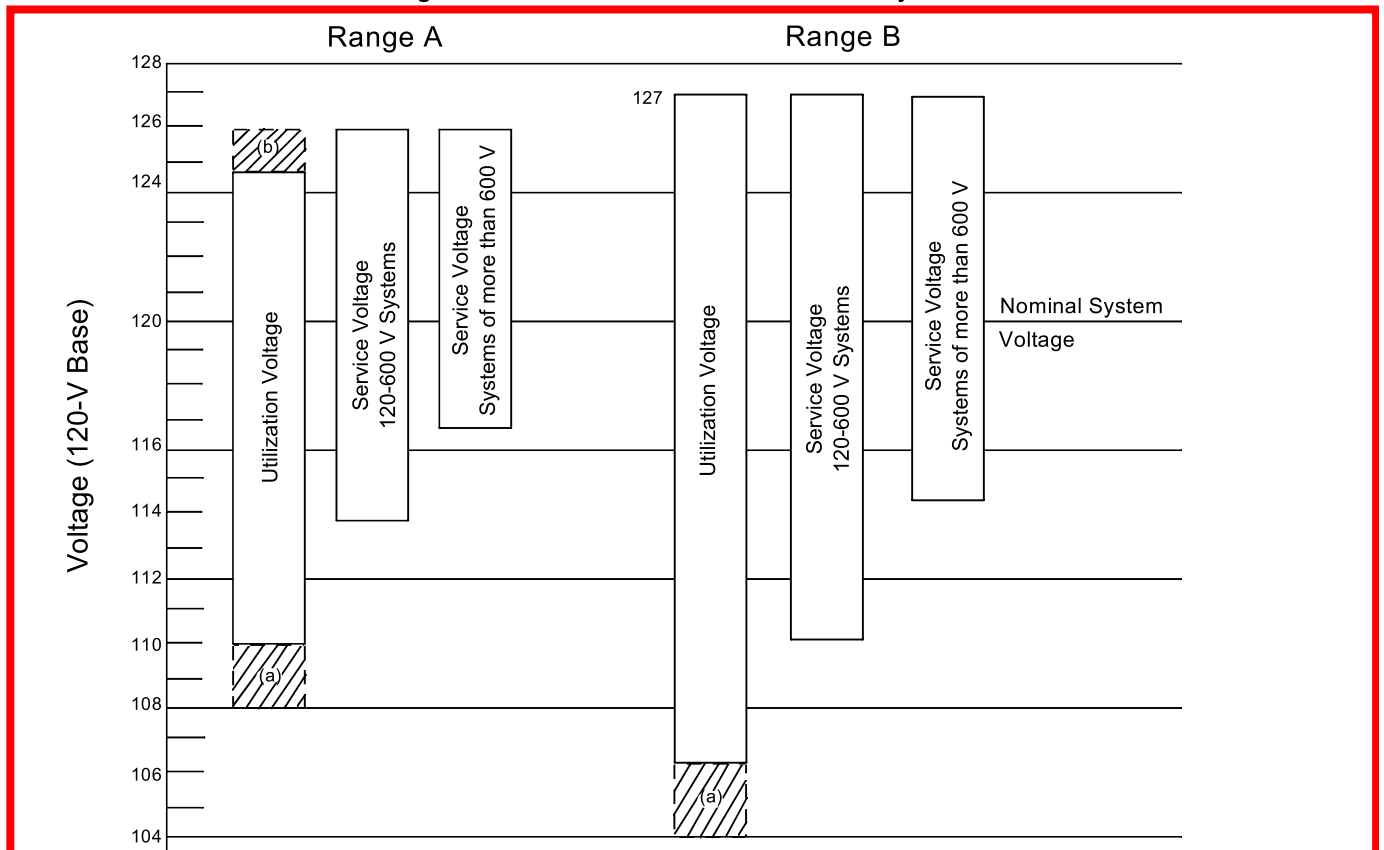 Range A
Range B
128
126
124
120
116
114
112
110
108
106
104
Voltage (120-V Base)
(b)
Utilization Voltage
(a)
Service Voltage
120-600 V Systems
Service Voltage
Systems of more than 600 V
127
Utilization Voltage
(a)
Service Voltage
120-600 V Systems
Service Voltage
Systems of more than 600 V
Nominal System
Voltage